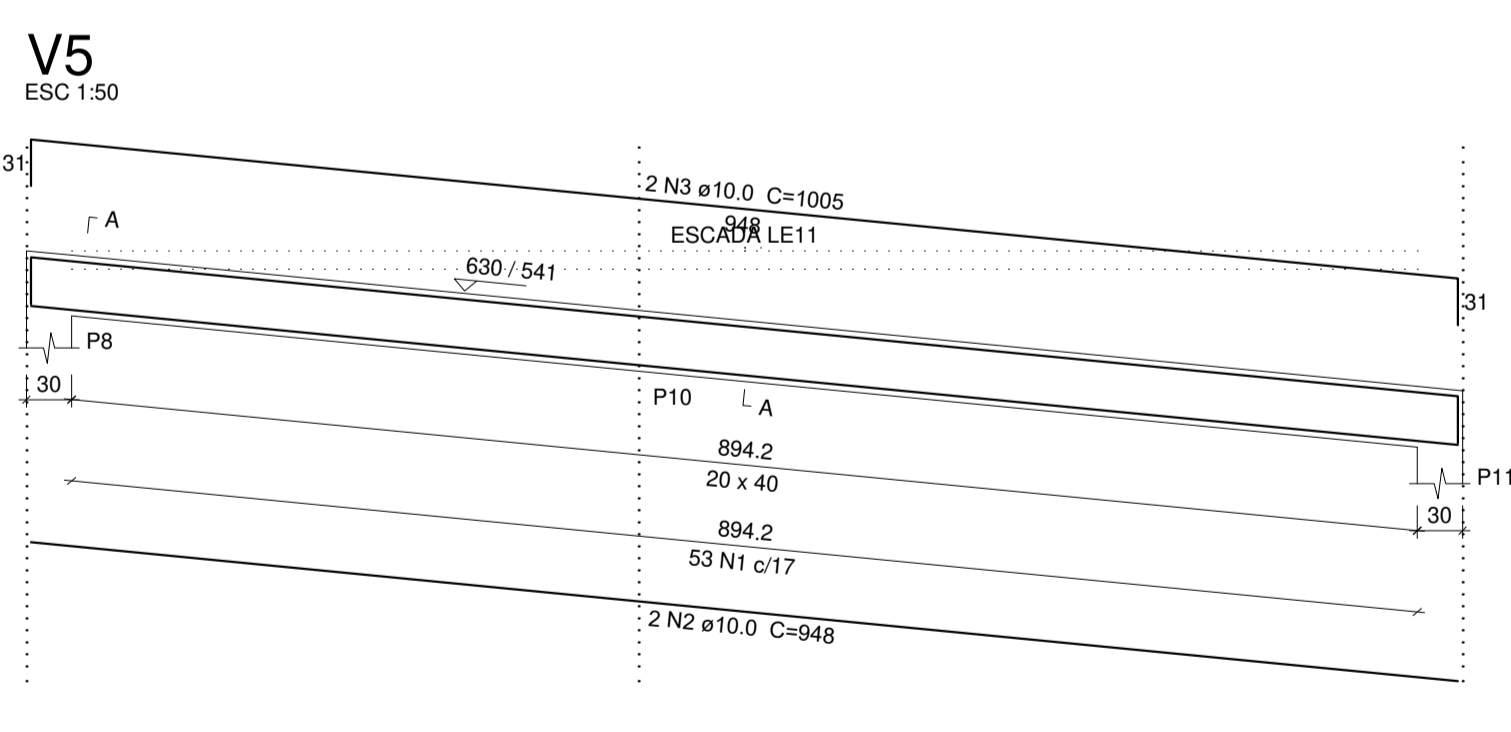 V5
ESC 1:50
31
2 N3 ø10.0 C=1005
948
A
ESCADA LE11
630 / 541
31
P8
30
P10
A
894.2
20 x 40
P11
30
894.2
53 N1 c/17
2 N2 ø10.0 C=948